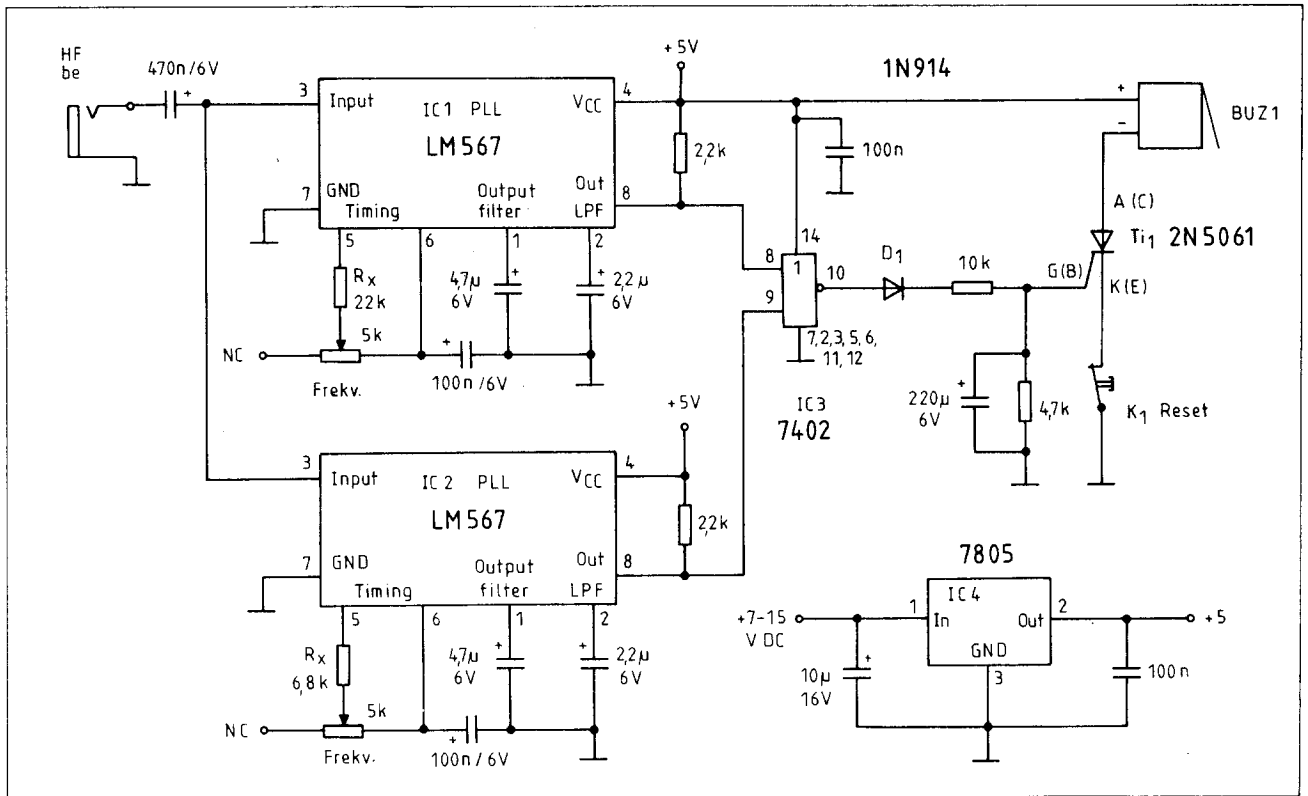 HF
be
470n/6V
+
3
Input
IC1 PLL
LM567
VCC
4
+5V
1N914
+
-
BUZ1
2,2k
100n
7
GND
Timing
Output
filter
Out
LPF
8
5
6
1
2
RX
22k
4,7µ
6V
+
2,2µ
6V
+
NC
5k
Frekv.
+
100n/6V
14
8
9
1
10
7,2,3,5,6,
11,12
IC3
7402
D1
10k
G(B)
A (C)
Ti1 2N5061
K(E)
220µ
6V
+
4,7k
K1 Reset
+5V
3
Input
IC2 PLL
LM567
VCC
4
2,2k
7
GND
Timing
Output
filter
Out
LPF
8
5
6
1
2
RX
6,8k
4,7µ
6V
+
2,2µ
6V
+
NC
5k
Frekv.
+
100n/6V
7805
+7-15
V DC
1
In
IC4
Out
GND
2
3
+5
10µ
16V
+
100n